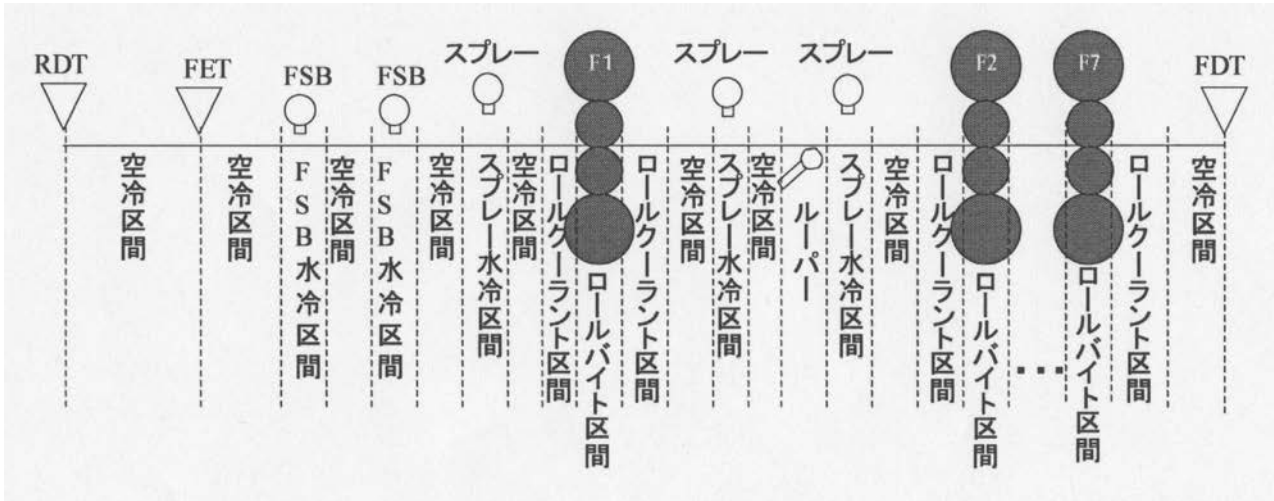 RDT
FET
FSB
FSB
スプレー
F1
スプレー
スプレー
F2
F7
FDT
空冷区間
空冷区間
FSB水冷区間
空冷区間
FSB水冷区間
空冷区間
スプレー水冷区間
空冷区間
ロールクーラント区間
ロールバイト区間
ロールクーラント区間
空冷区間
スプレー水冷区間
空冷区間
ルーパー
スプレー水冷区間
空冷区間
ロールクーラント区間
ロールバイト区間
...
ロールバイト区間
ロールクーラント区間
空冷区間